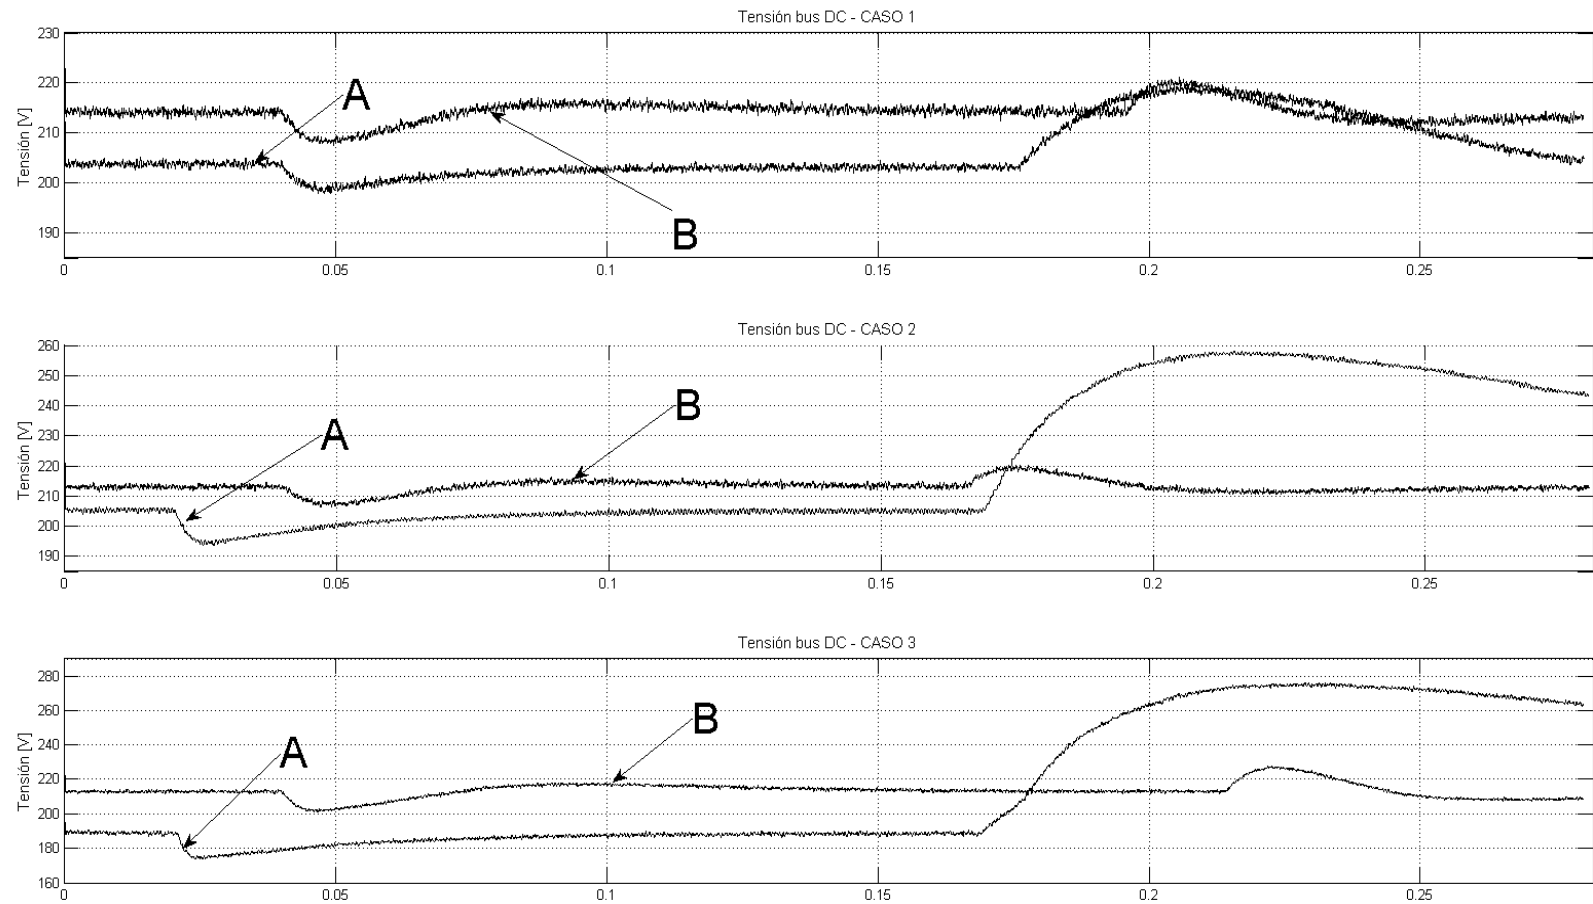 Tensión bus DC - CASO 1
230
220
210
200
190
Tensión [V]
A
B
0 0.05 0.1 0.15 0.2 0.25
Tensión bus DC - CASO 2
260
250
240
230
220
210
200
190
Tensión [V]
A
B
0 0.05 0.1 0.15 0.2 0.25
Tensión bus DC - CASO 3
280
260
240
220
200
180
160
Tensión [V]
A
B
0 0.05 0.1 0.15 0.2 0.25